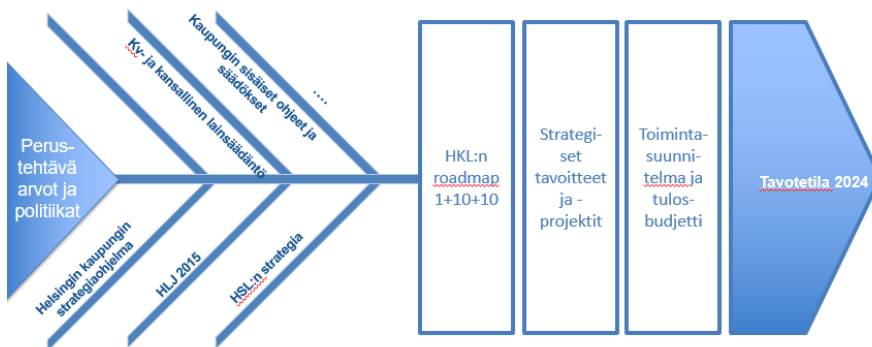 Perus-
tehtävä
arvot ja
politiikat
Kv- ja kansallinen lainsäädäntö
Kaupungin sisäiset ohjeet ja
säädökset
....
Helsingin kaupungin
strategiaohjelma
HLJ 2015
HSL:n strategia
HKL:n
roadmap
1+10+10
Strategi-
set
tavoitteet
ja -
projektit
Toiminta-
suunni-
telma ja
tulos-
budjetti
Tavotetila 2024